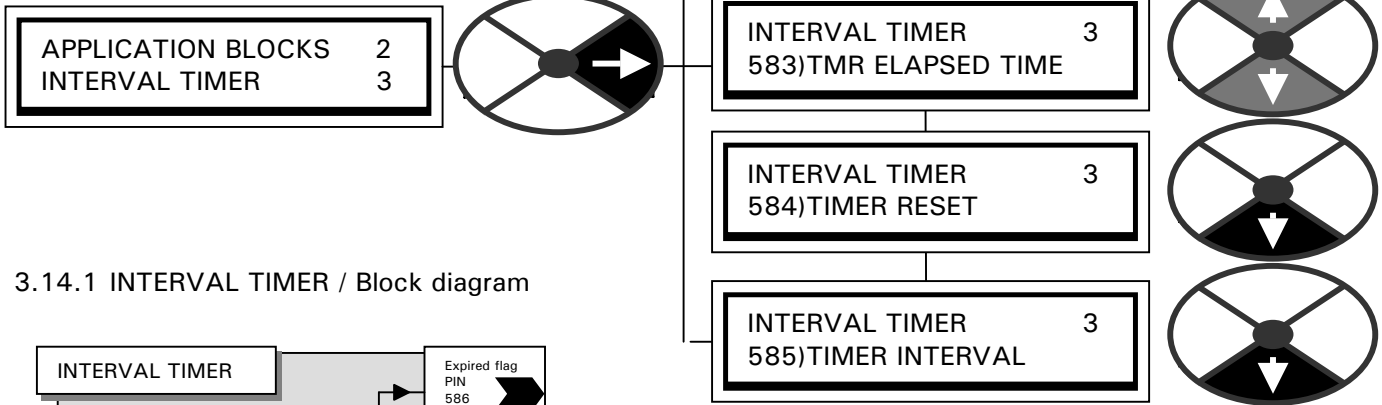 APPLICATION BLOCKS 2
INTERVAL TIMER 3
INTERVAL TIMER 3
583)TMR ELAPSED TIME
INTERVAL TIMER 3
584)TIMER RESET
INTERVAL TIMER 3
585)TIMER INTERVAL
3.14.1 INTERVAL TIMER / Block diagram
INTERVAL TIMER
Expired flag
PIN
586